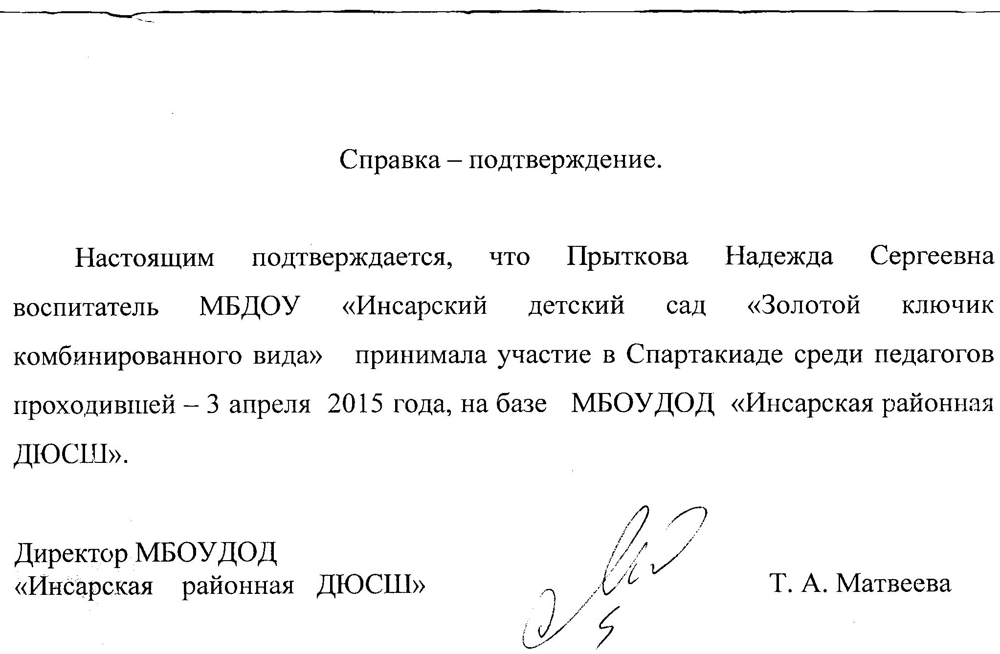 Справка – подтверждение.
Настоящим подтверждается, что Прыткова Надежда Сергеевна
воспитатель МБДОУ «Инсарский детский сад «Золотой ключик
комбинированного вида» принимала участие в Спартакиаде среди педагогов
проходившей – 3 апреля 2015 года, на базе МБОУДОД «Инсарская районная
ДЮСШ».
Директор МБОУДОД
«Инсарская районная ДЮСШ» Т. А. Матвеева